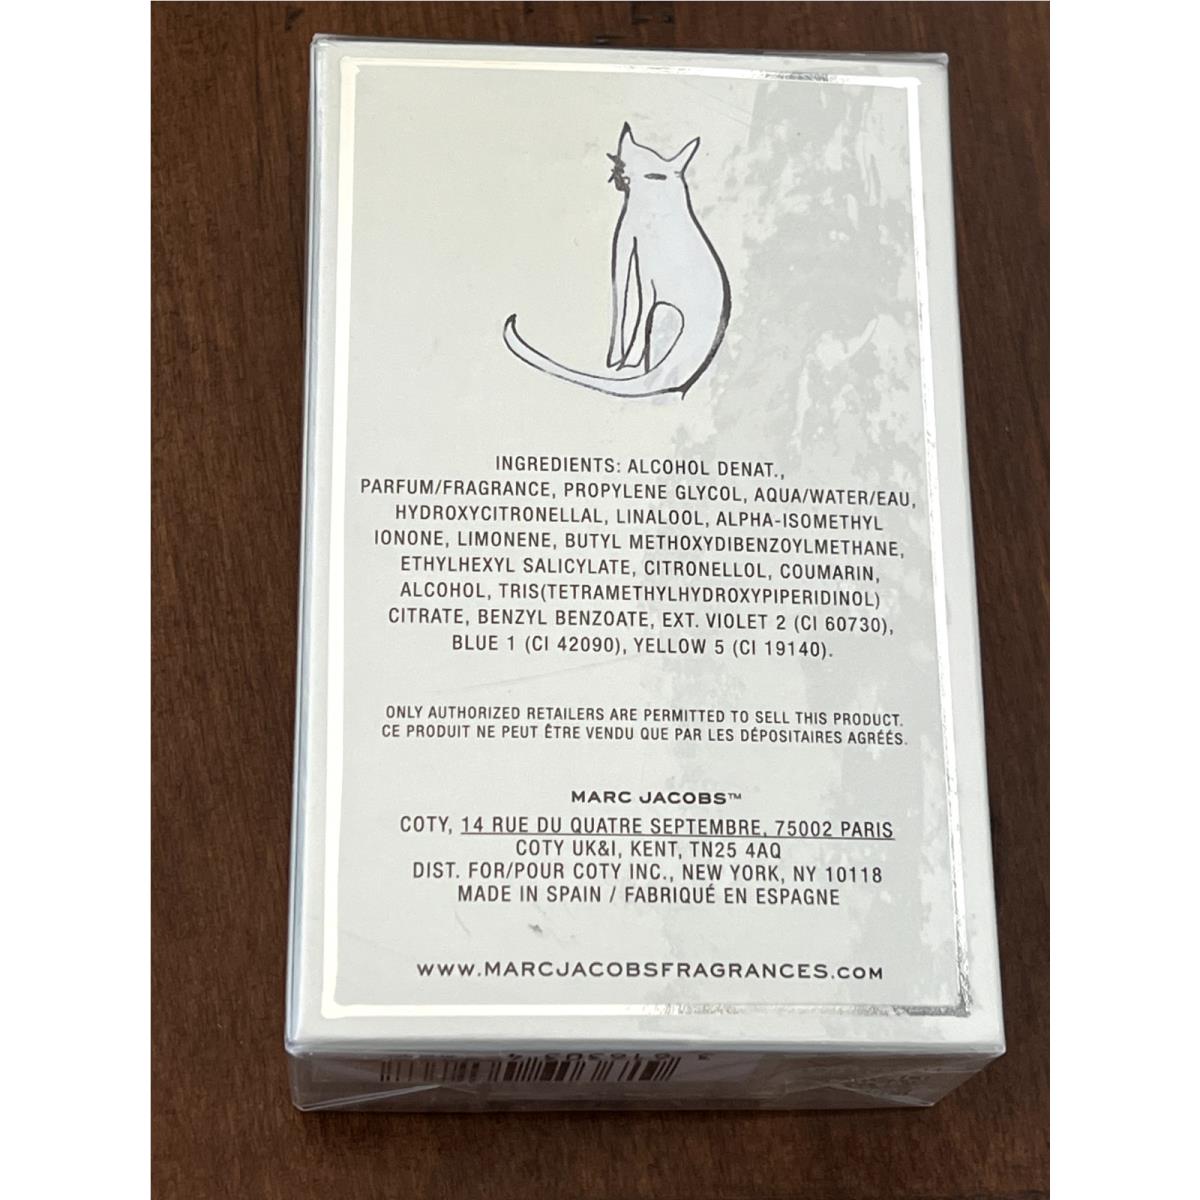 INGREDIENTS: ALCOHOL DENAT.,
PARFUM/FRAGRANCE, PROPYLENE GLYCOL, AQUA/WATER/EAU,
HYDROXYCITRONELLAL, LINALOOL, ALPHA-ISOMETHYL
IONONE, LIMONENE, BUTYL METHOXYDIBENZOYLMETHANE,
ETHYLHEXYL SALICYLATE, CITRONELLOL, COUMARIN,
ALCOHOL, TRIS(TETRAMETHYLHYDROXYPIPERIDINOL)
CITRATE, BENZYL BENZOATE, EXT. VIOLET 2 (CI 60730),
BLUE 1 (CI 42090), YELLOW 5 (CI 19140).
ONLY AUTHORIZED RETAILERS ARE PERMITTED TO SELL THIS PRODUCT.
CE PRODUIT NE PEUT ÊTRE VENDU QUE PAR LES DÉPOSITAIRES AGRÉÉS.
MARC JACOBS™
COTY, 14 RUE DU QUATRE SEPTEMBRE, 75002 PARIS
COTY UK&I, KENT, TN25 4AQ
DIST. FOR/POUR COTY INC., NEW YORK, NY 10118
MADE IN SPAIN / FABRIQUÉ EN ESPAGNE
WWW.MARCJACOBSFRAGRANCES.COM